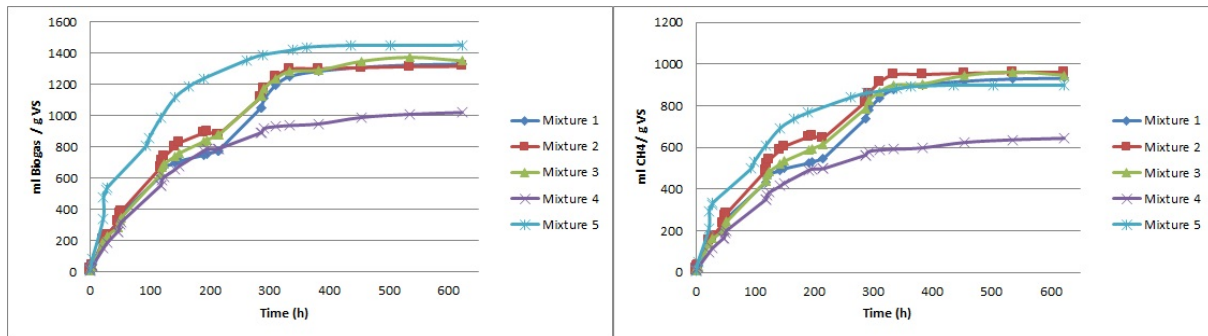 1600
1400
1200
1000
800
600
400
200
0
ml Biogas / g VS
0 100 200 300 400 500 600
Time (h)
Mixture 1
Mixture 2
Mixture 3
Mixture 4
Mixture 5
1200
1000
800
600
400
200
0
ml CH4/ g VS
0 100 200 300 400 500 600
Time (h)
Mixture 1
Mixture 2
Mixture 3
Mixture 4
Mixture 5